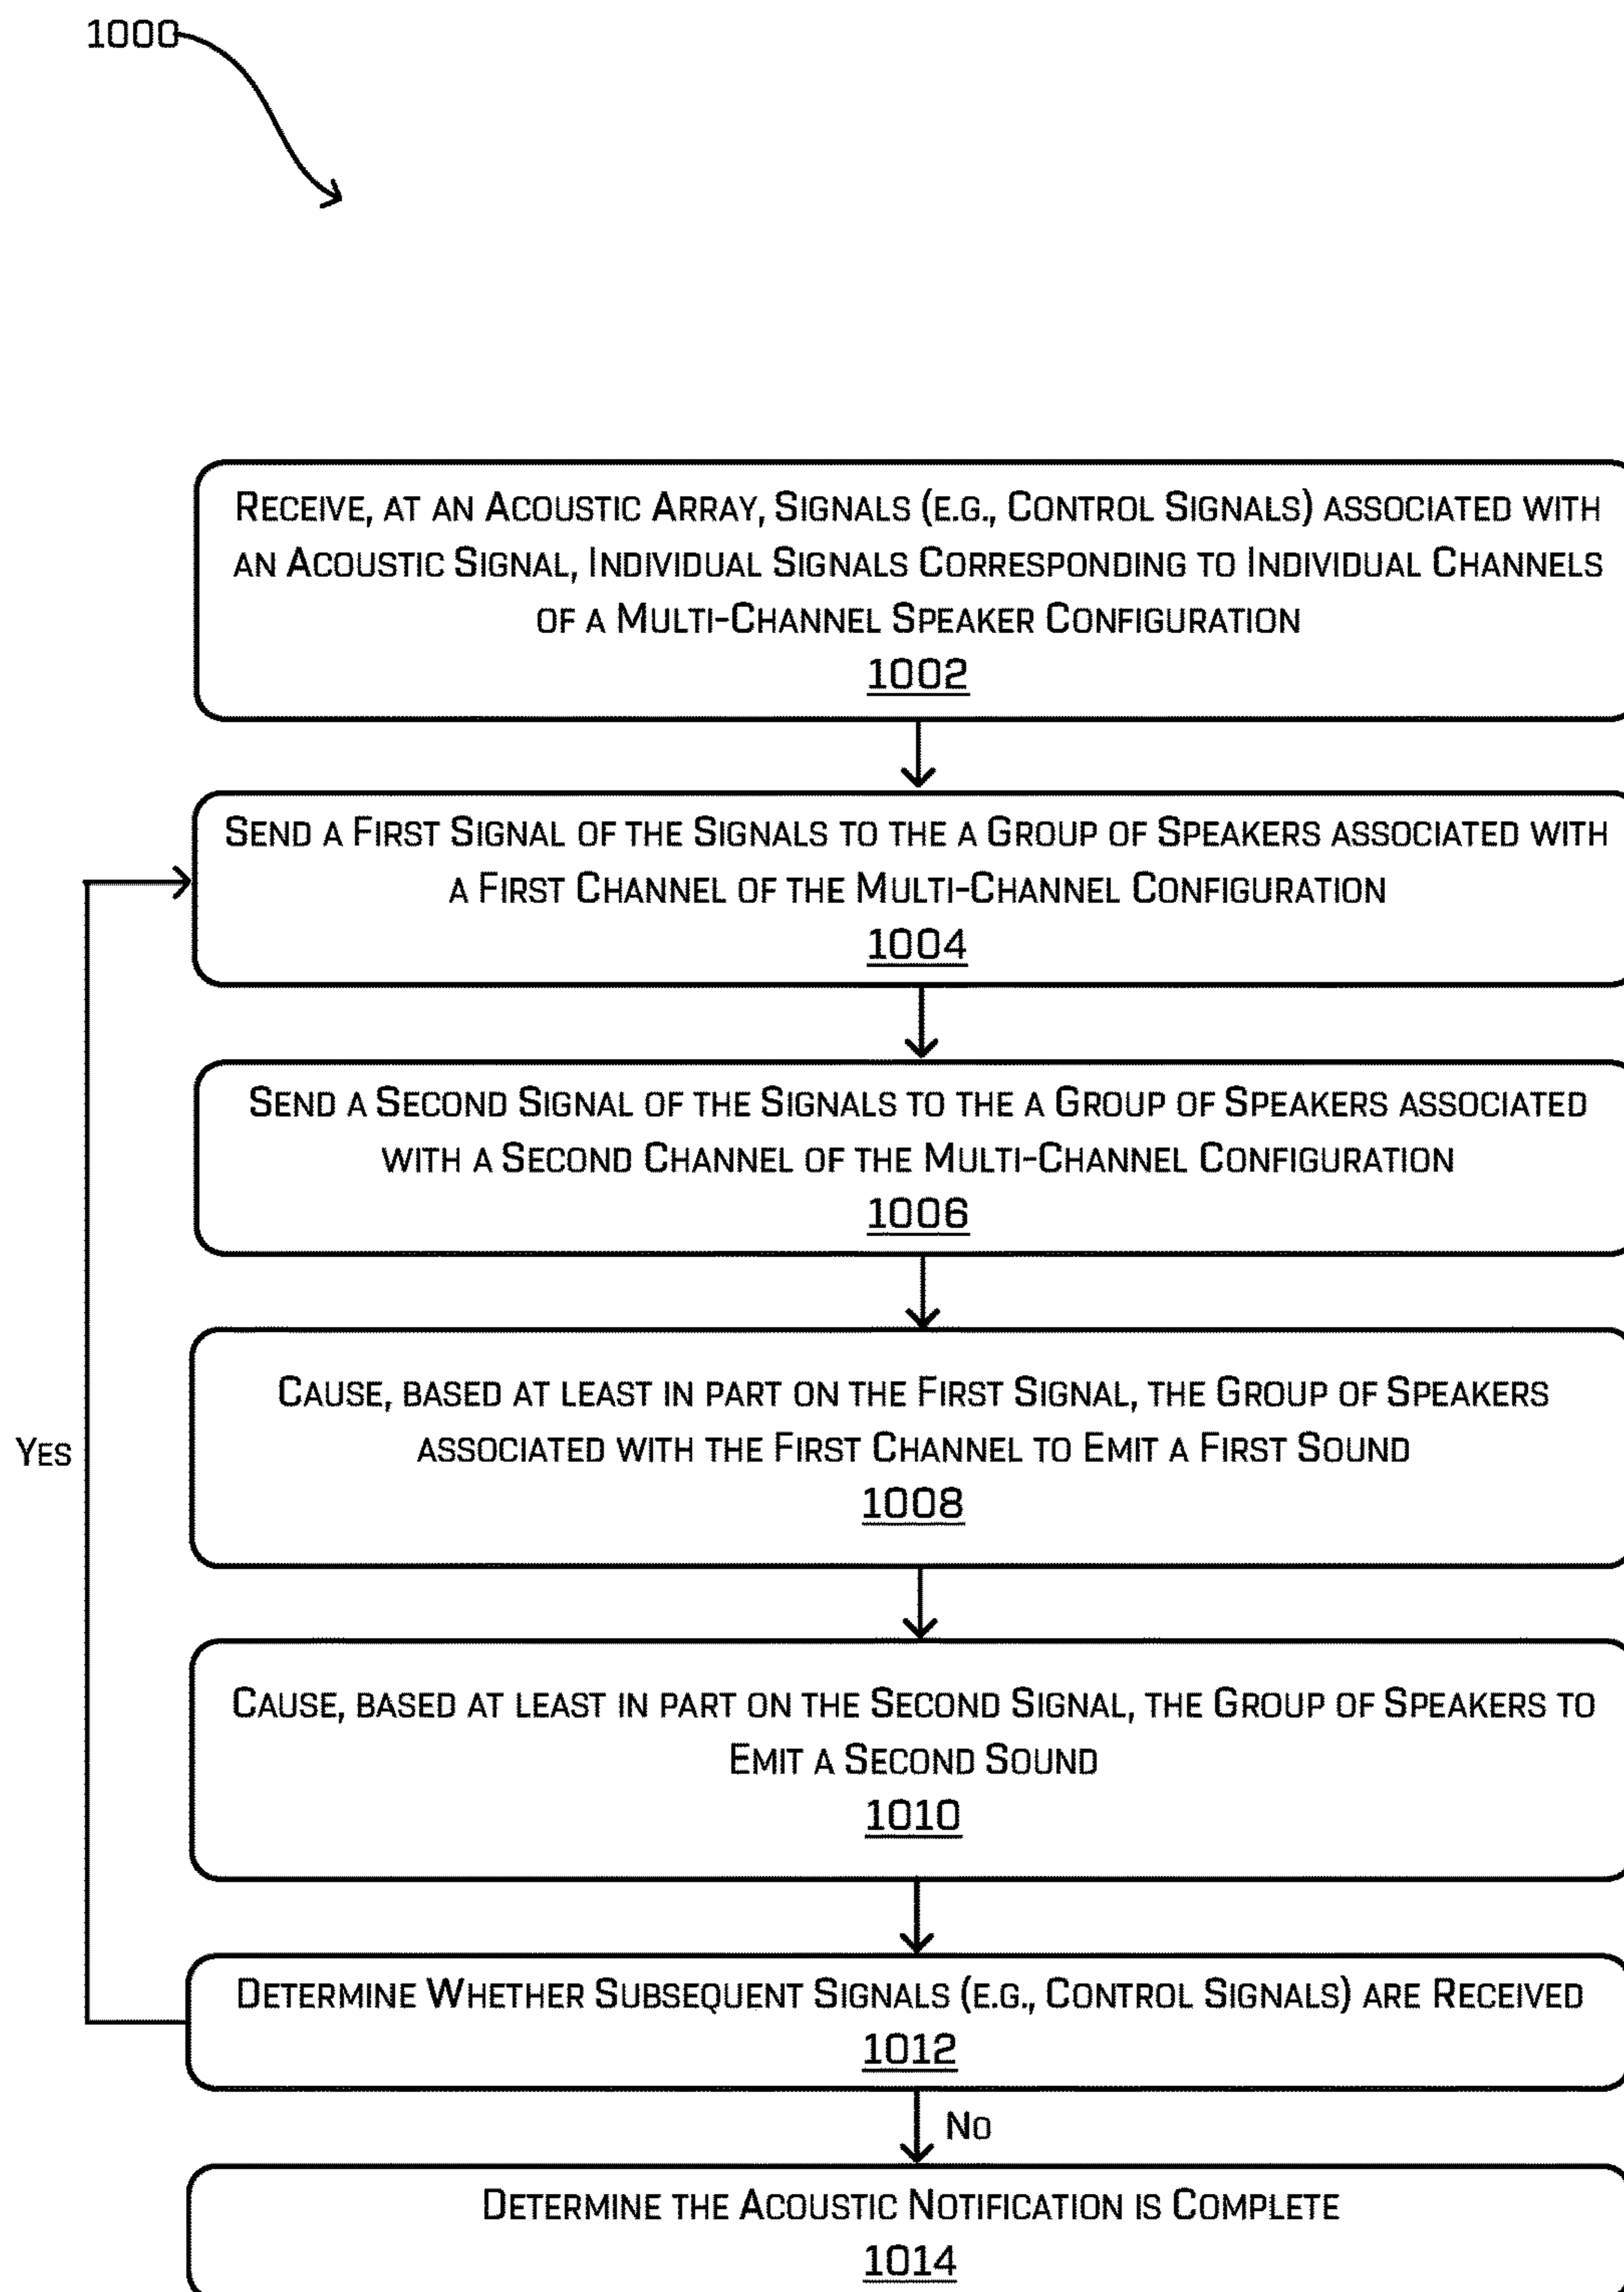 1000
Receive, at an Acoustic Array, Signals (e.g., Control Signals) associated with
an Acoustic Signal, Individual Signals Corresponding to Individual Channels
of a Multi-Channel Speaker Configuration
1002
Send a First Signal of the Signals to the a Group of Speakers associated with
a First Channel of the Multi-Channel Configuration
1004
Send a Second Signal of the Signals to the a Group of Speakers associated
with a Second Channel of the Multi-Channel Configuration
1006
Cause, based at least in part on the First Signal, the Group of Speakers
associated with the First Channel to Emit a First Sound
1008
Yes
Cause, based at least in part on the Second Signal, the Group of Speakers to
Emit a Second Sound
1010
Determine Whether Subsequent Signals (e.g., Control Signals) are Received
1012
No
Determine the Acoustic Notification is Complete
1014